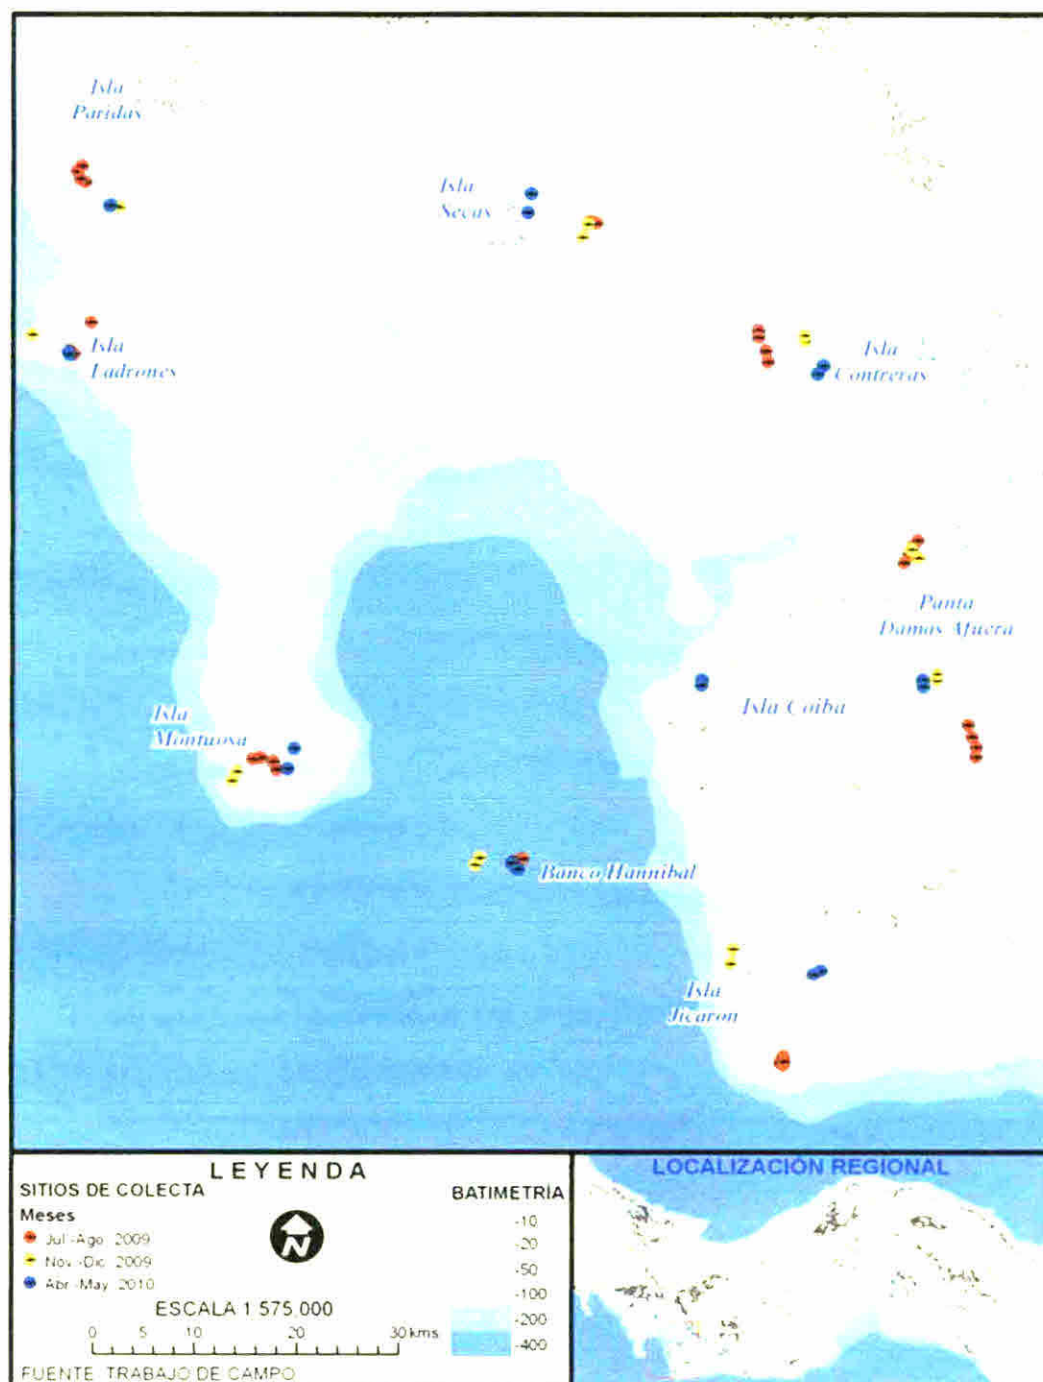 Isla
Paridas
Isla
Secas
Isla
Ladrones
Isla
Contreras
Panta
Damas Afuera
Isla Coiba
Isla
Montuosa
Banco Hannibal
Isla
Jicaron
LEYENDA
SITIOS DE COLECTA
Meses
Jul -Ago 2009
Nov -Dic 2009
Abr -May 2010
N
ESCALA 1 575,000
0 5 10 20 30 kms
FUENTE TRABAJO DE CAMPO
BATIMETRÍA
-10
-20
-50
-100
-200
-400
LOCALIZACIÓN REGIONAL